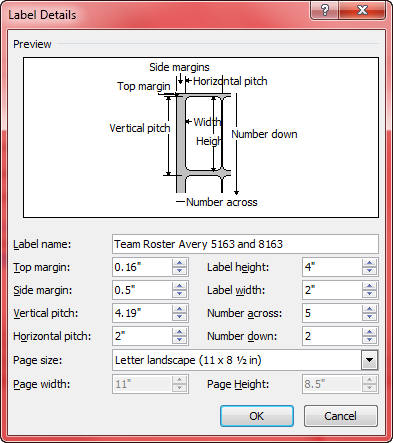 Label Details
Preview
Side margins
Top margin
Horizontal pitch
Vertical pitch
Width
Heigh
Number down
Number across
Label name: Team Roster Avery 5163 and 8163
Top margin: 0.16" Label height: 4"
Side margin: 0.5" Label width: 2"
Vertical pitch: 4.19" Number across: 5
Horizontal pitch: 2" Number down: 2
Page size: Letter landscape (11 x 8 ½ in)
Page width: 11" Page Height: 8.5"
OK Cancel